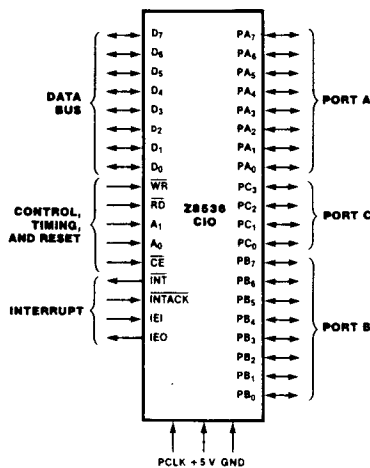 DATA
BUS
CONTROL,
TIMING,
AND RESET
INTERRUPT
D7
D6
D5
D4
D3
D2
D1
D0
WR
RD
A1
A0
CE
INT
INTACK
IEI
IEO
Z8536
CIO
PA7
PA6
PA5
PA4
PA3
PA2
PA1
PA0
PC3
PC2
PC1
PC0
PB7
PB6
PB5
PB4
PB3
PB2
PB1
PB0
PORT A
PORT C
PORT B
PCLK +5 V GND